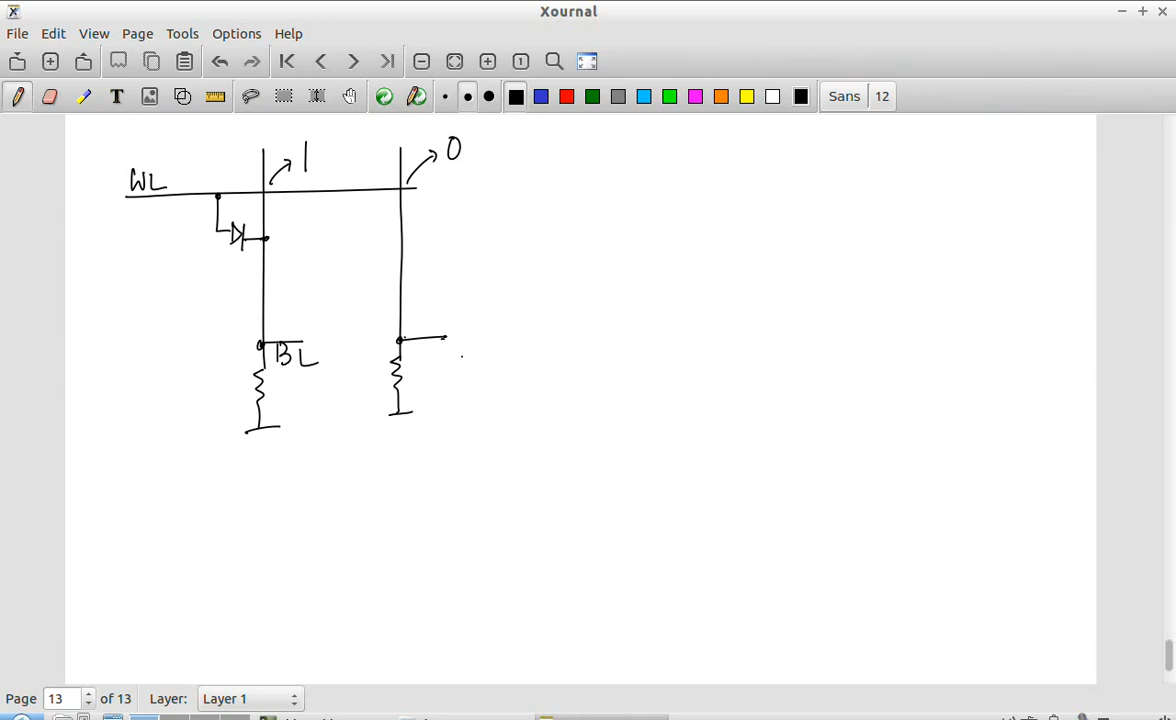 Xournal
File Edit View Page Tools Options Help
Sans 12
1 0
WL
BL
Page 13 of 13 Layer: Layer 1